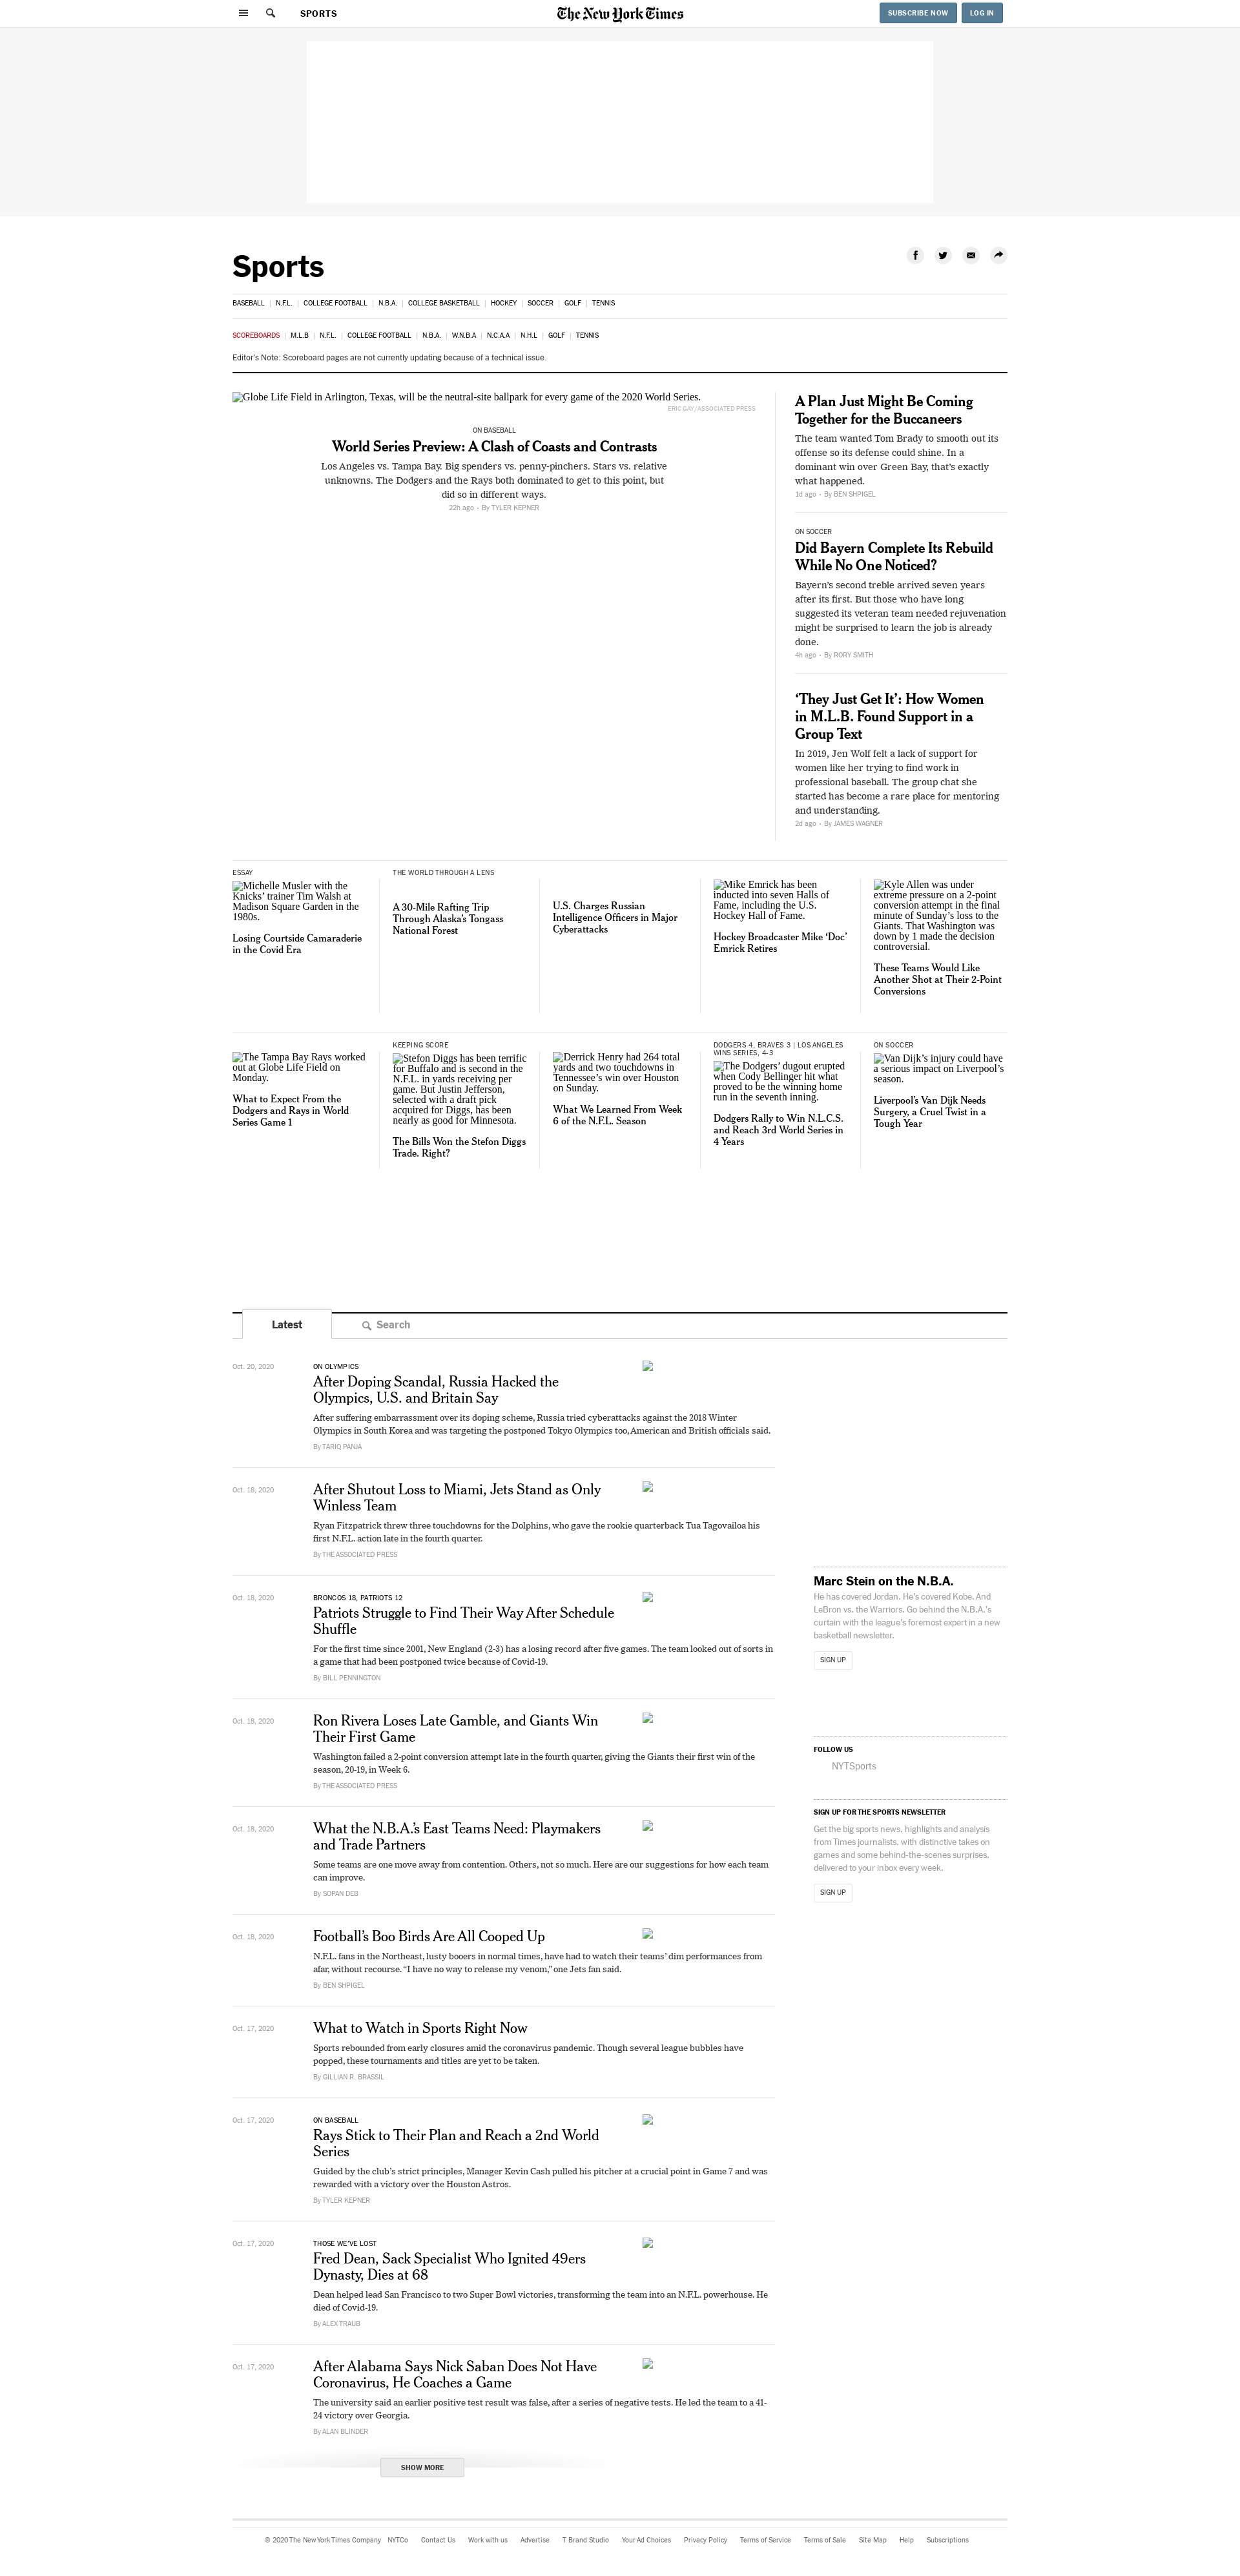 SPORTS
The New York Times
SUBSCRIBE NOW
LOG IN
Sports
BASEBALL | N.F.L. | COLLEGE FOOTBALL | N.B.A. | COLLEGE BASKETBALL | HOCKEY | SOCCER | GOLF | TENNIS
SCOREBOARDS | M.L.B | N.F.L. | COLLEGE FOOTBALL | N.B.A. | W.N.B.A | N.C.A.A | N.H.L | GOLF | TENNIS
Editor's Note: Scoreboard pages are not currently updating because of a technical issue.
Globe Life Field in Arlington, Texas, will be the neutral-site ballpark for every game of the 2020 World Series.
ERIC GAY/ASSOCIATED PRESS
ON BASEBALL
World Series Preview: A Clash of Coasts and Contrasts
Los Angeles vs. Tampa Bay. Big spenders vs. penny-pinchers. Stars vs. relative
unknowns. The Dodgers and the Rays both dominated to get to this point, but
did so in different ways.
22h ago • By TYLER KEPNER
A Plan Just Might Be Coming
Together for the Buccaneers
The team wanted Tom Brady to smooth out its
offense so its defense could shine. In a
dominant win over Green Bay, that's exactly
what happened.
1d ago • By BEN SHPIGEL
ON SOCCER
Did Bayern Complete Its Rebuild
While No One Noticed?
Bayern's second treble arrived seven years
after its first. But those who have long
suggested its veteran team needed rejuvenation
might be surprised to learn the job is already
done.
4h ago • By RORY SMITH
‘They Just Get It’: How Women
in M.L.B. Found Support in a
Group Text
In 2019, Jen Wolf felt a lack of support for
women like her trying to find work in
professional baseball. The group chat she
started has become a rare place for mentoring
and understanding.
2d ago • By JAMES WAGNER
ESSAY
Michelle Musler with the
Knicks’ trainer Tim Walsh at
Madison Square Garden in the
1980s.
Losing Courtside Camaraderie
in the Covid Era
THE WORLD THROUGH A LENS
A 30-Mile Rafting Trip
Through Alaska’s Tongass
National Forest
U.S. Charges Russian
Intelligence Officers in Major
Cyberattacks
Mike Emrick has been
inducted into seven Halls of
Fame, including the U.S.
Hockey Hall of Fame.
Hockey Broadcaster Mike ‘Doc’
Emrick Retires
Kyle Allen was under
extreme pressure on a 2-point
conversion attempt in the final
minute of Sunday’s loss to the
Giants. That Washington was
down by 1 made the decision
controversial.
These Teams Would Like
Another Shot at Their 2-Point
Conversions
The Tampa Bay Rays worked
out at Globe Life Field on
Monday.
What to Expect From the
Dodgers and Rays in World
Series Game 1
KEEPING SCORE
Stefon Diggs has been terrific
for Buffalo and is second in the
N.F.L. in yards receiving per
game. But Justin Jefferson,
selected with a draft pick
acquired for Diggs, has been
nearly as good for Minnesota.
The Bills Won the Stefon Diggs
Trade. Right?
Derrick Henry had 264 total
yards and two touchdowns in
Tennessee’s win over Houston
on Sunday.
What We Learned From Week
6 of the N.F.L. Season
DODGERS 4, BRAVES 3 | LOS ANGELES
WINS SERIES, 4-3
The Dodgers’ dugout erupted
when Cody Bellinger hit what
proved to be the winning home
run in the seventh inning.
Dodgers Rally to Win N.L.C.S.
and Reach 3rd World Series in
4 Years
ON SOCCER
Van Dijk’s injury could have
a serious impact on Liverpool’s
season.
Liverpool’s Van Dijk Needs
Surgery, a Cruel Twist in a
Tough Year
Latest
Search
Oct. 20, 2020
ON OLYMPICS
After Doping Scandal, Russia Hacked the
Olympics, U.S. and Britain Say
After suffering embarrassment over its doping scheme, Russia tried cyberattacks against the 2018 Winter
Olympics in South Korea and was targeting the postponed Tokyo Olympics too, American and British officials said.
By TARIQ PANJA
Oct. 18, 2020
After Shutout Loss to Miami, Jets Stand as Only
Winless Team
Ryan Fitzpatrick threw three touchdowns for the Dolphins, who gave the rookie quarterback Tua Tagovailoa his
first N.F.L. action late in the fourth quarter.
By THE ASSOCIATED PRESS
Oct. 18, 2020
BRONCOS 18, PATRIOTS 12
Patriots Struggle to Find Their Way After Schedule
Shuffle
For the first time since 2001, New England (2-3) has a losing record after five games. The team looked out of sorts in
a game that had been postponed twice because of Covid-19.
By BILL PENNINGTON
Oct. 18, 2020
Ron Rivera Loses Late Gamble, and Giants Win
Their First Game
Washington failed a 2-point conversion attempt late in the fourth quarter, giving the Giants their first win of the
season, 20-19, in Week 6.
By THE ASSOCIATED PRESS
Oct. 18, 2020
What the N.B.A.’s East Teams Need: Playmakers
and Trade Partners
Some teams are one move away from contention. Others, not so much. Here are our suggestions for how each team
can improve.
By SOPAN DEB
Oct. 18, 2020
Football’s Boo Birds Are All Cooped Up
N.F.L. fans in the Northeast, lusty booers in normal times, have had to watch their teams’ dim performances from
afar, without recourse. “I have no way to release my venom,” one Jets fan said.
By BEN SHPIGEL
Oct. 17, 2020
What to Watch in Sports Right Now
Sports rebounded from early closures amid the coronavirus pandemic. Though several league bubbles have
popped, these tournaments and titles are yet to be taken.
By GILLIAN R. BRASSIL
Oct. 17, 2020
ON BASEBALL
Rays Stick to Their Plan and Reach a 2nd World
Series
Guided by the club’s strict principles, Manager Kevin Cash pulled his pitcher at a crucial point in Game 7 and was
rewarded with a victory over the Houston Astros.
By TYLER KEPNER
Oct. 17, 2020
THOSE WE’VE LOST
Fred Dean, Sack Specialist Who Ignited 49ers
Dynasty, Dies at 68
Dean helped lead San Francisco to two Super Bowl victories, transforming the team into an N.F.L. powerhouse. He
died of Covid-19.
By ALEX TRAUB
Oct. 17, 2020
After Alabama Says Nick Saban Does Not Have
Coronavirus, He Coaches a Game
The university said an earlier positive test result was false, after a series of negative tests. He led the team to a 41-
24 victory over Georgia.
By ALAN BLINDER
SHOW MORE
Marc Stein on the N.B.A.
He has covered Jordan. He’s covered Kobe. And
LeBron vs. the Warriors. Go behind the N.B.A.’s
curtain with the league’s foremost expert in a new
basketball newsletter.
SIGN UP
FOLLOW US
NYTSports
SIGN UP FOR THE SPORTS NEWSLETTER
Get the big sports news, highlights and analysis
from Times journalists, with distinctive takes on
games and some behind-the-scenes surprises,
delivered to your inbox every week.
SIGN UP
© 2020 The New York Times Company NYTCo Contact Us Work with us Advertise T Brand Studio Your Ad Choices Privacy Policy Terms of Service Terms of Sale Site Map Help Subscriptions